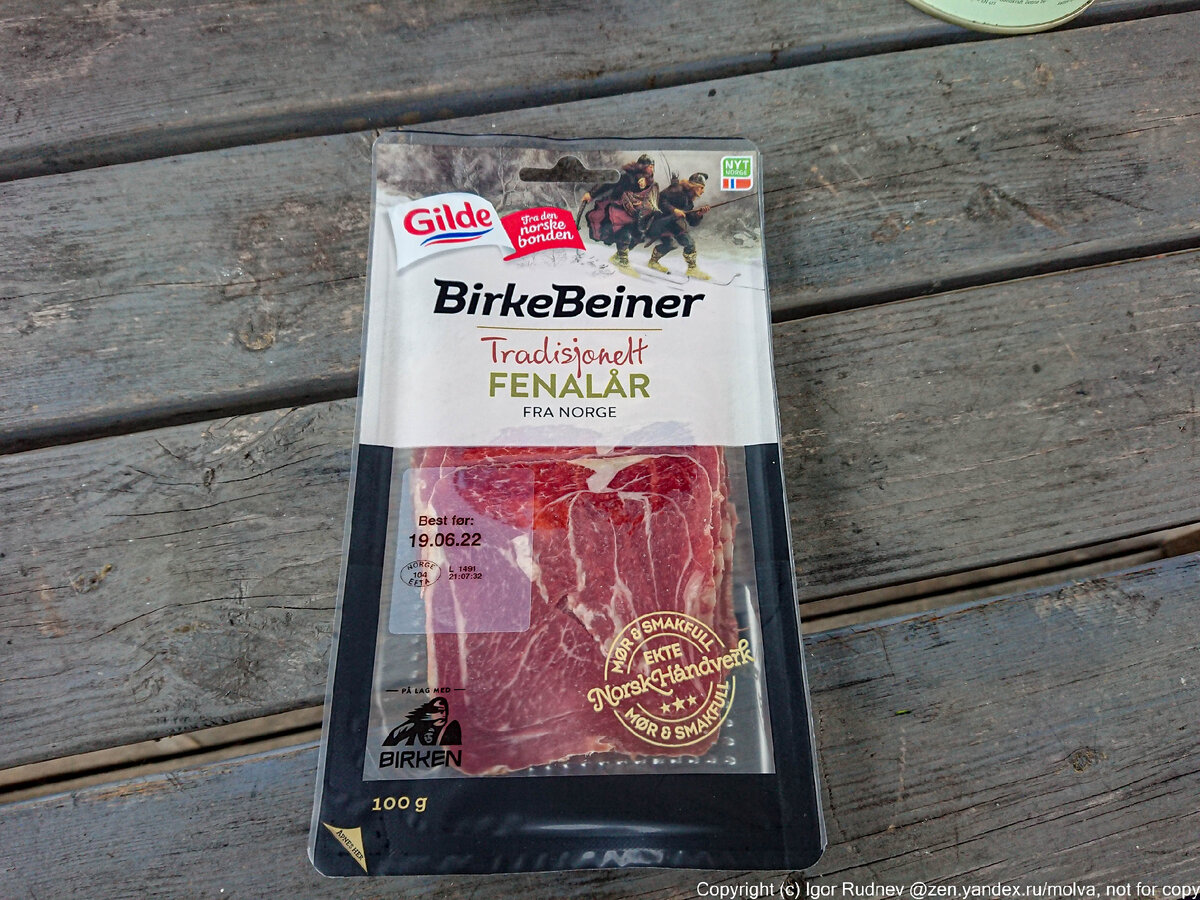 NYT
NORGE
Gilde
Fra den
norske
bonden
BirkeBeiner
Tradisjonelt
FENALÅR
FRA NORGE
Best før:
19.06.22
NORGE
104
EFTA
L 1491
21:07:32
MØR & SMAKFULL
EKTE
Norsk Håndverk
MØR & SMAKFULL
PÅ LAG MED
BIRKEN
100 g
ÅPNES HER
Copyright (c) Igor Rudnev @zen.yandex.ru/molva, not for copy